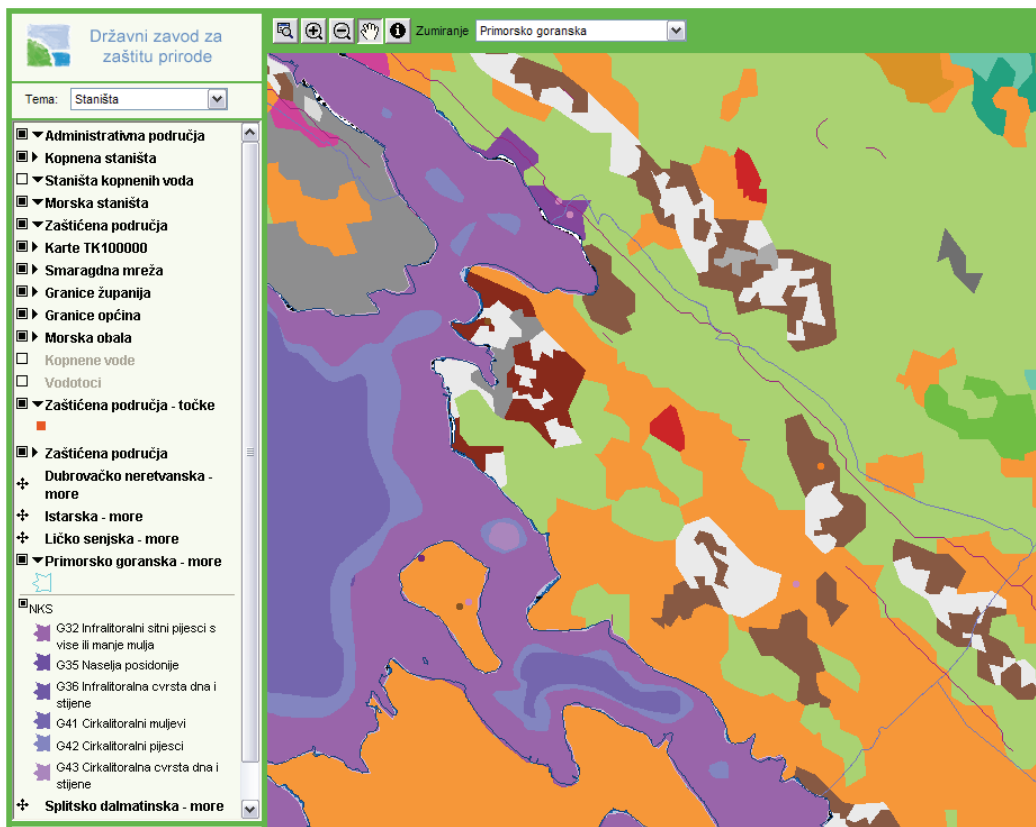 Državni zavod za
zaštitu prirode
Zumiranje Primorsko goranska
Tema: Staništa
Administrativna područja
Kopnena staništa
Staništa kopnenih voda
Morska staništa
Zaštićena područja
Karte TK100000
Smaragdna mreža
Granice županija
Granice općina
Morska obala
Kopnene vode
Vodotoci
Zaštićena područja - točke
Zaštićena područja
Dubrovačko neretvanska -
more
Istarska - more
Ličko senjska - more
Primorsko goranska - more
NKS
G32 Infralitoralni sitni pijesci s
vise ili manje mulja
G35 Naselja posidonije
G36 Infralitoralna cvrsta dna i
stijene
G41 Cirkalitoralni muljevi
G42 Cirkalitoralni pijesci
G43 Cirkalitoralna cvrsta dna i
stijene
Splitsko dalmatinska - more